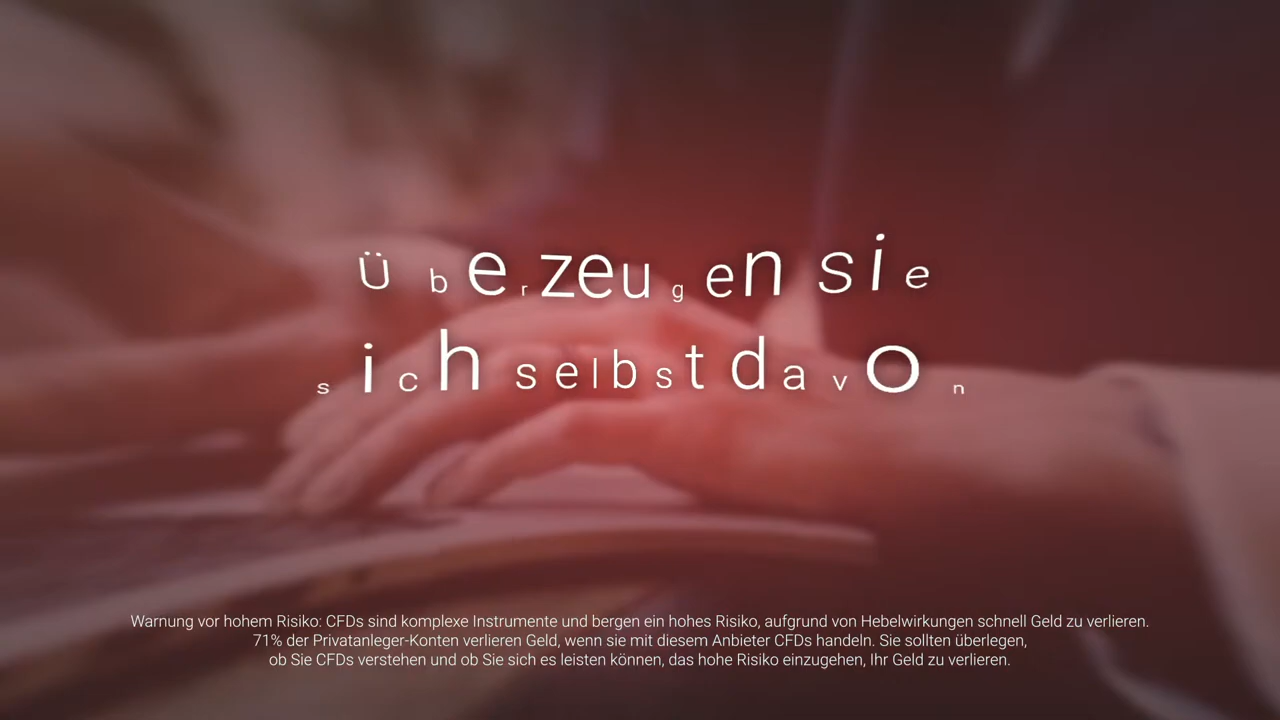 Überzeugen sie
sich selbst davon
Warnung vor hohem Risiko: CFDs sind komplexe Instrumente und bergen ein hohes Risiko, aufgrund von Hebelwirkungen schnell Geld zu verlieren.
71% der Privatanleger-Konten verlieren Geld, wenn sie mit diesem Anbieter CFDs handeln. Sie sollten überlegen,
ob Sie CFDs verstehen und ob Sie sich es leisten können, das hohe Risiko einzugehen, Ihr Geld zu verlieren.